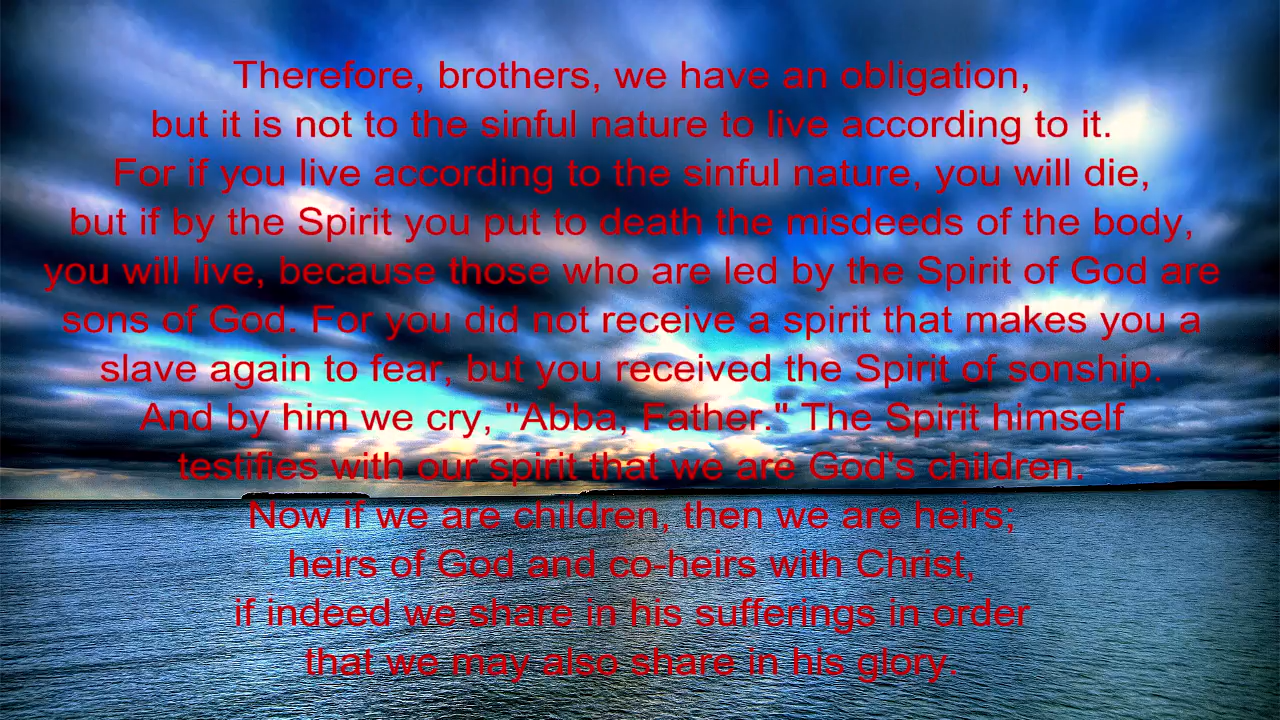 Therefore, brothers, we have an obligation,
but it is not to the sinful nature to live according to it.
For if you live according to the sinful nature, you will die,
but if by the Spirit you put to death the misdeeds of the body,
you will live, because those who are led by the Spirit of God are
sons of God. For you did not receive a spirit that makes you a
slave again to fear, but you received the Spirit of sonship.
And by him we cry, "Abba, Father." The Spirit himself
testifies with our spirit that we are God's children.
Now if we are children, then we are heirs;
heirs of God and co-heirs with Christ,
if indeed we share in his sufferings in order
that we may also share in his glory.